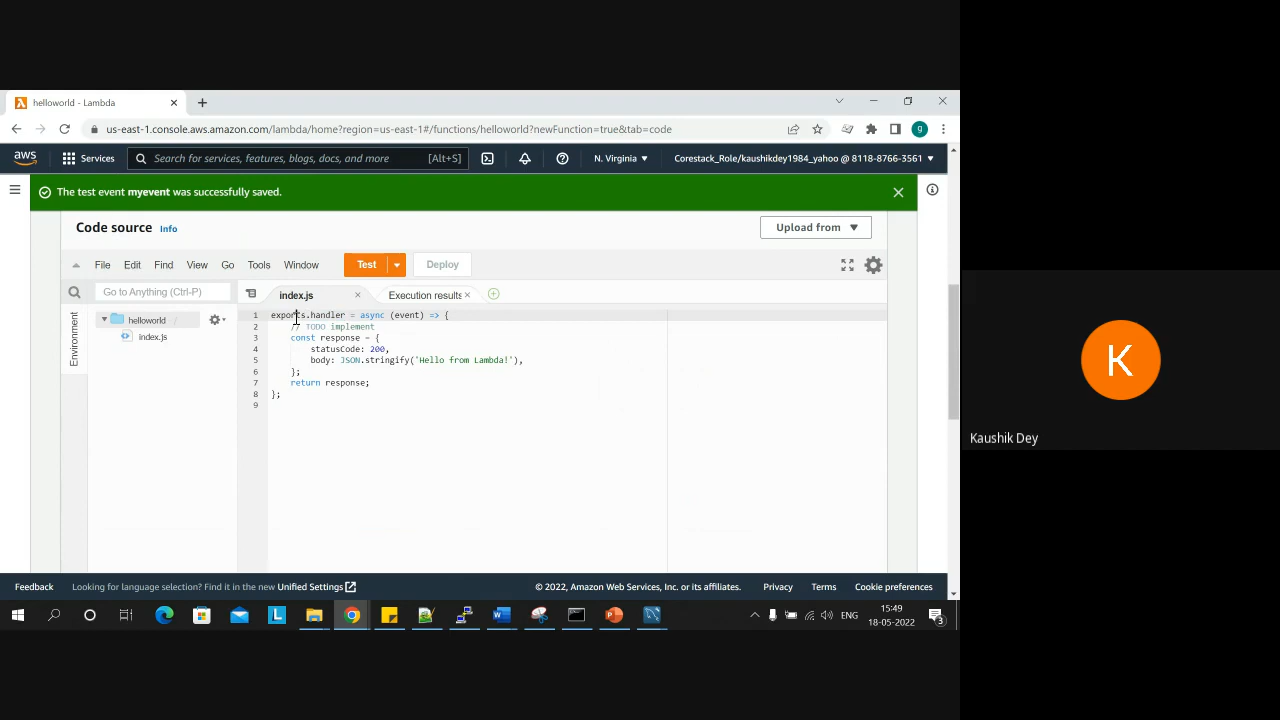 helloworld - Lambda
us-east-1.console.aws.amazon.com/lambda/home?region=us-east-1#/functions/helloworld?newFunction=true&tab=code
g
aws
Services
Search for services, features, blogs, docs, and more
[Alt+S]
N. Virginia
Corestack_Role/kaushikdey1984_yahoo @ 8118-8766-3561
The test event myevent was successfully saved.
Code source
Info
Upload from
File
Edit
Find
View
Go
Tools
Window
Test
Deploy
Go to Anything (Ctrl-P)
index.js
Execution results
Environment
helloworld /
index.js
1 exports.handler = async (event) => {
2 // TODO implement
3 const response = {
4 statusCode: 200,
5 body: JSON.stringify('Hello from Lambda!'),
6 };
7 return response;
8 };
9
K
Kaushik Dey
Feedback
Looking for language selection? Find it in the new Unified Settings
© 2022, Amazon Web Services, Inc. or its affiliates.
Privacy
Terms
Cookie preferences
L
ENG
15:49
18-05-2022
3